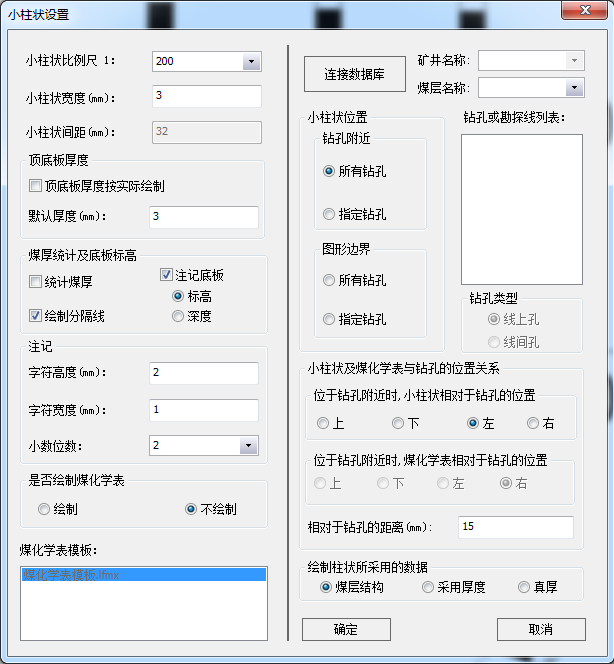 小柱状设置
小柱状比例尺 1:
200
小柱状宽度(mm):
3
小柱状间距(mm):
32
顶底板厚度
顶底板厚度按实际绘制
默认厚度(mm):
3
煤厚统计及底板标高
统计煤厚
注记底板
标高
绘制分隔线
深度
注记
字符高度(mm):
2
字符宽度(mm):
1
小数位数:
2
是否绘制煤化学表
绘制
不绘制
煤化学表模板:
煤化学表模板.lfmx
连接数据库
矿井名称:
煤层名称:
小柱状位置
钻孔附近
所有钻孔
指定钻孔
图形边界
所有钻孔
指定钻孔
钻孔或勘探线列表:
钻孔类型
线上孔
线间孔
小柱状及煤化学表与钻孔的位置关系
位于钻孔附近时,小柱状相对于钻孔的位置
上
下
左
右
位于钻孔附近时,煤化学表相对于钻孔的位置
上
下
左
右
相对于钻孔的距离(mm):
15
绘制柱状所采用的数据
煤层结构
采用厚度
真厚
确定
取消